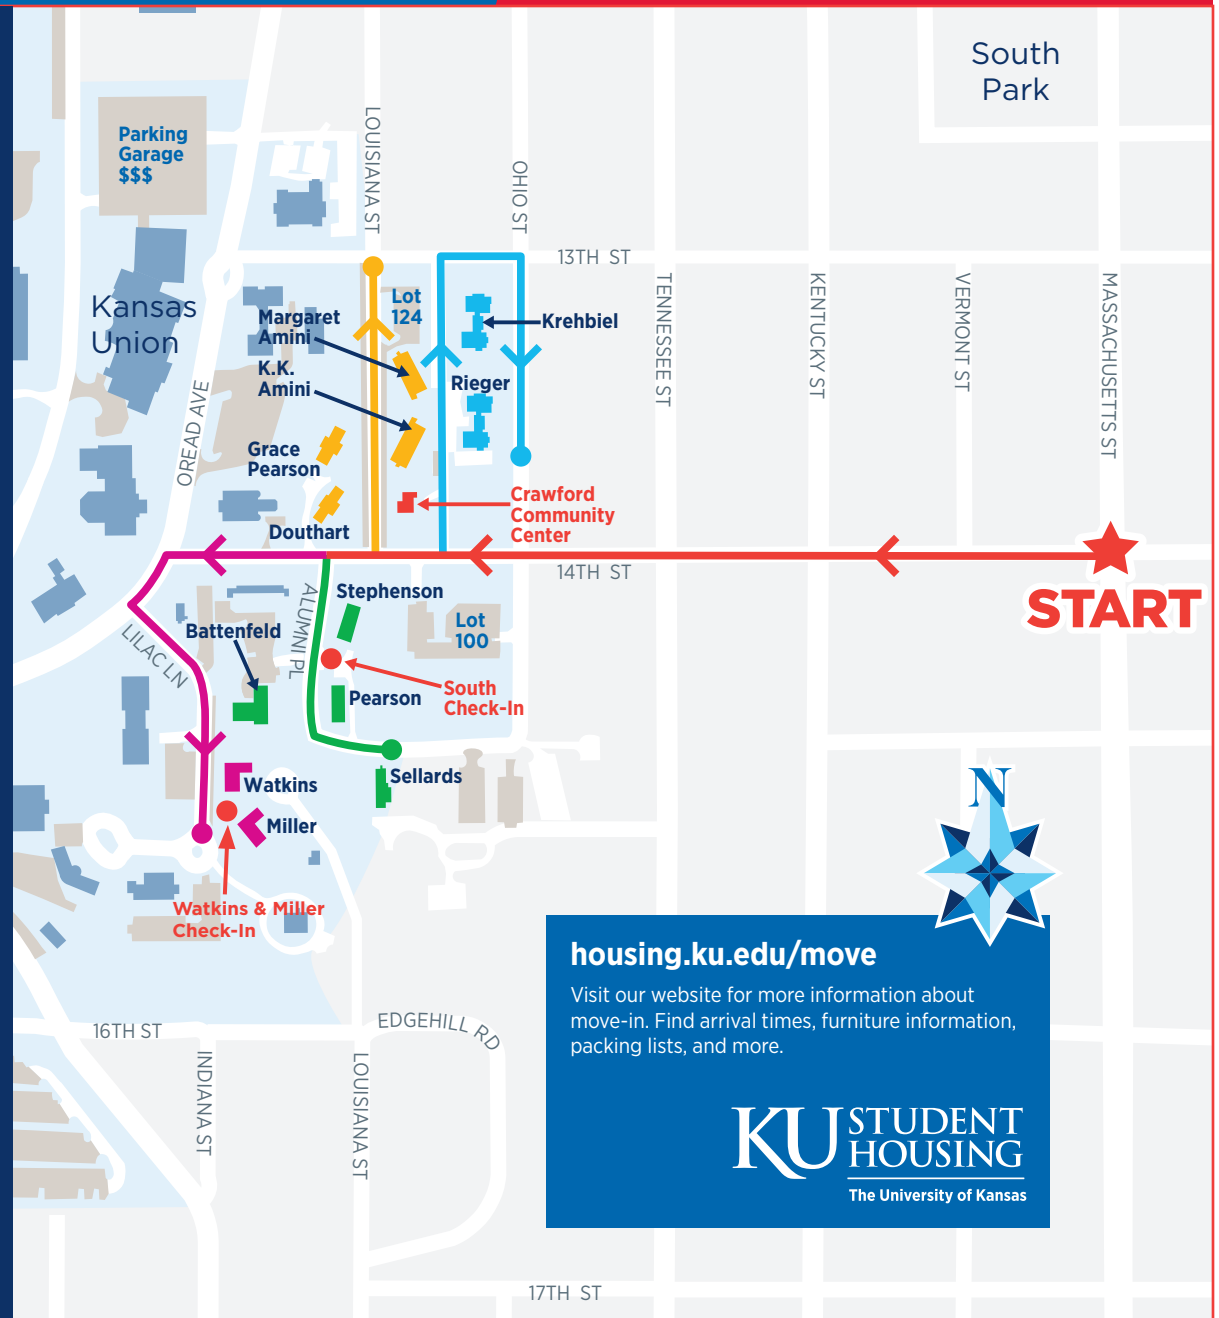 South
Park
Parking
Garage
$$$
LOUISIANA ST
OHIO ST
13TH ST
TENNESSEE ST
KENTUCKY ST
VERMONT ST
MASSACHUSETTS ST
Kansas
Union
Lot
124
Margaret
Amini
Krehbiel
K.K.
Amini
Rieger
OREAD AVE
Grace
Pearson
Crawford
Community
Center
Douthart
14TH ST
START
ALUMNI PL
Stephenson
Lot
100
LILAC LN
Battenfeld
South
Check-In
Pearson
Sellards
Watkins
Miller
N
Watkins & Miller
Check-In
housing.ku.edu/move
Visit our website for more information about
move-in. Find arrival times, furniture information,
packing lists, and more.
16TH ST
EDGEHILL RD
INDIANA ST
LOUISIANA ST
KU STUDENT
HOUSING
The University of Kansas
17TH ST